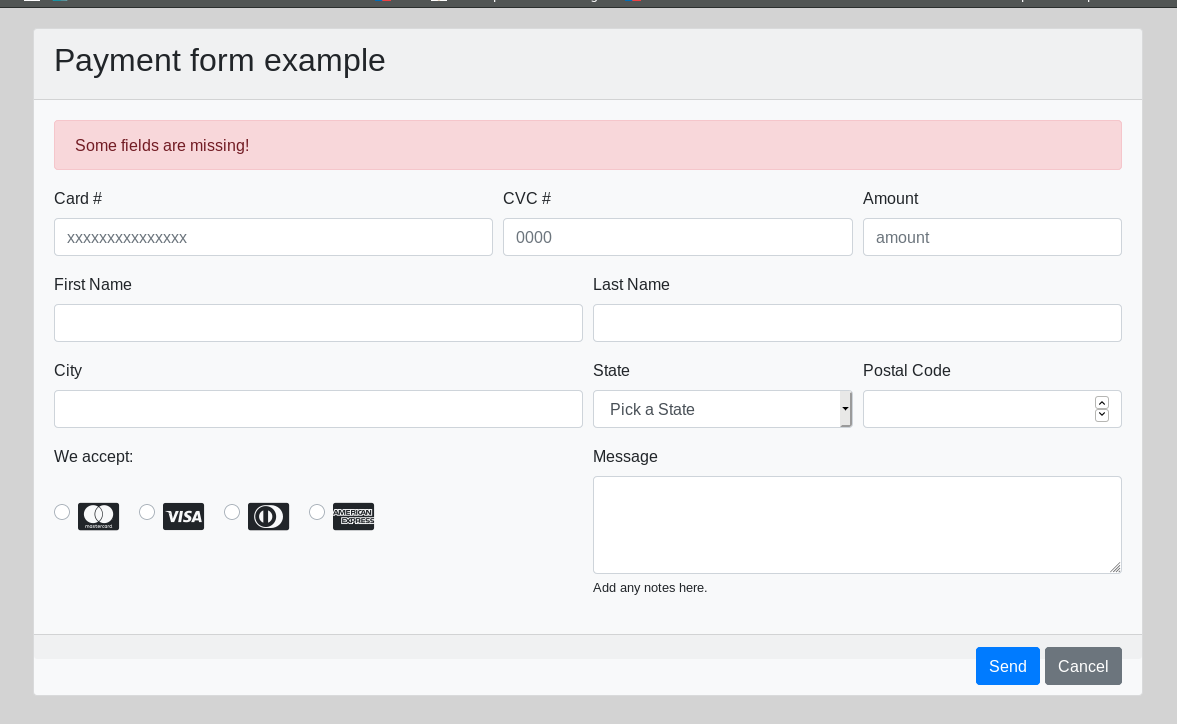 Payment form example
Some fields are missing!
Card #
CVC #
Amount
xxxxxxxxxxxxxxx
0000
amount
First Name
Last Name
City
State
Postal Code
Pick a State
We accept:
Message
mastercard
VISA
AMERICAN
EXPRESS
Add any notes here.
Send
Cancel